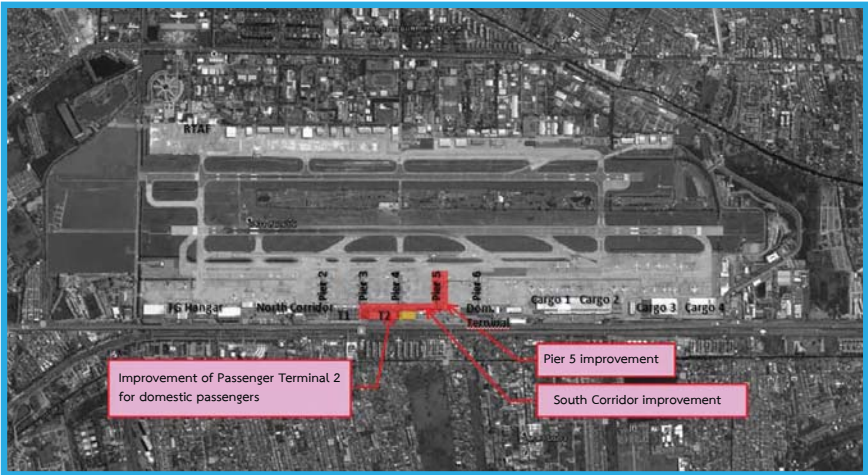 RTAF
Pier 2
Pier 3
Pier 4
Pier 5
Pier 6
TG Hangar
North Corridor
T1
T2
Dom.
Terminal
Cargo 1
Cargo 2
Cargo 3
Cargo 4
Improvement of Passenger Terminal 2
for domestic passengers
Pier 5 improvement
South Corridor improvement